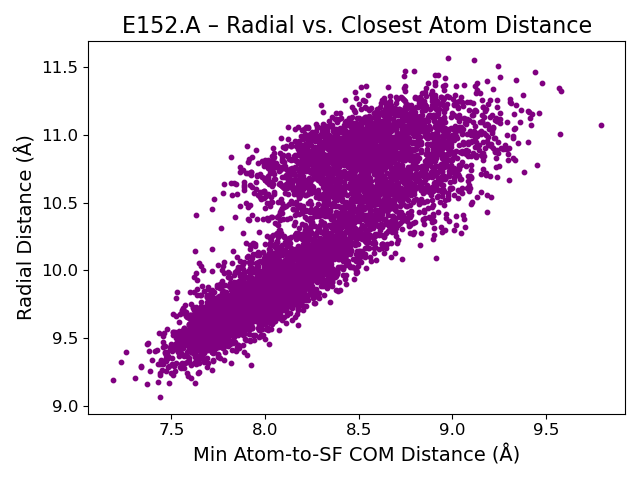 E152.A – Radial vs. Closest Atom Distance
11.5
11.0
10.5
10.0
9.5
9.0
Radial Distance (Å)
7.5 8.0 8.5 9.0 9.5
Min Atom-to-SF COM Distance (Å)